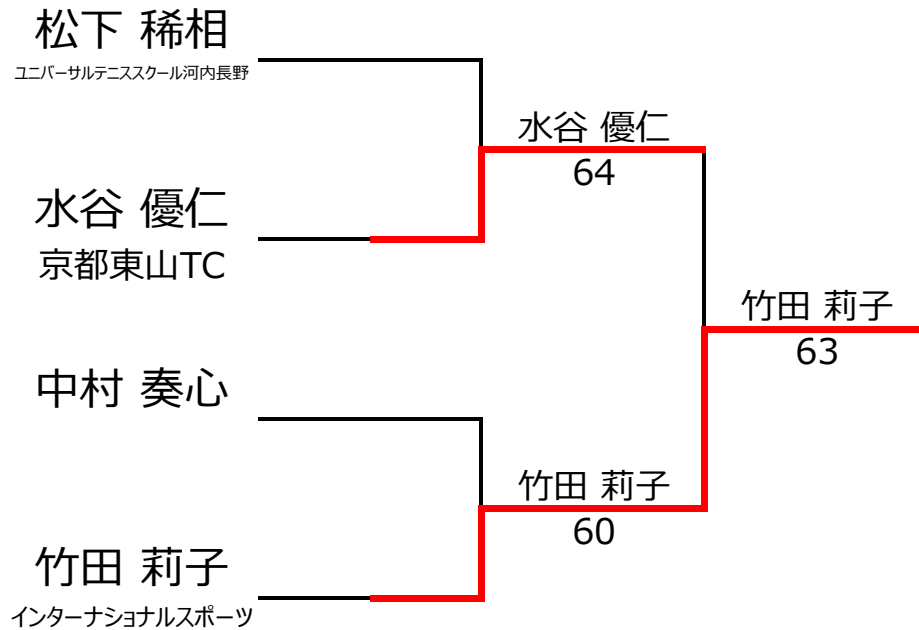 松下 稀相
ユニバーサルテニススクール河内長野
水谷 優仁
64
水谷 優仁
京都東山TC
竹田 莉子
63
中村 奏心
竹田 莉子
60
竹田 莉子
インターナショナルスポーツ